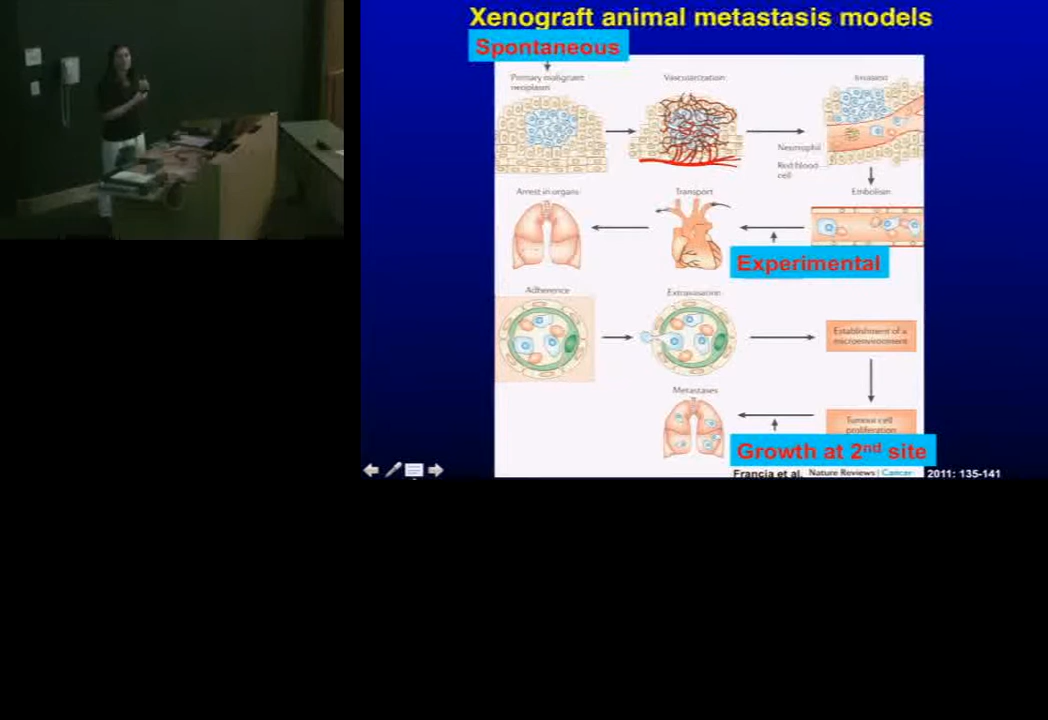 Xenograft animal metastasis models
Spontaneous
Primary malignant
neoplasm
Vascularization
Invasion
Neutrophil
Red blood
cell
Arrest in organs
Transport
Embolism
Experimental
Adherence
Extravasation
Establishment of a
microenvironment
Metastases
Tumour cell
proliferation
Growth at 2nd site
Francia et al. Nature Reviews | Cancer 2011: 135-141